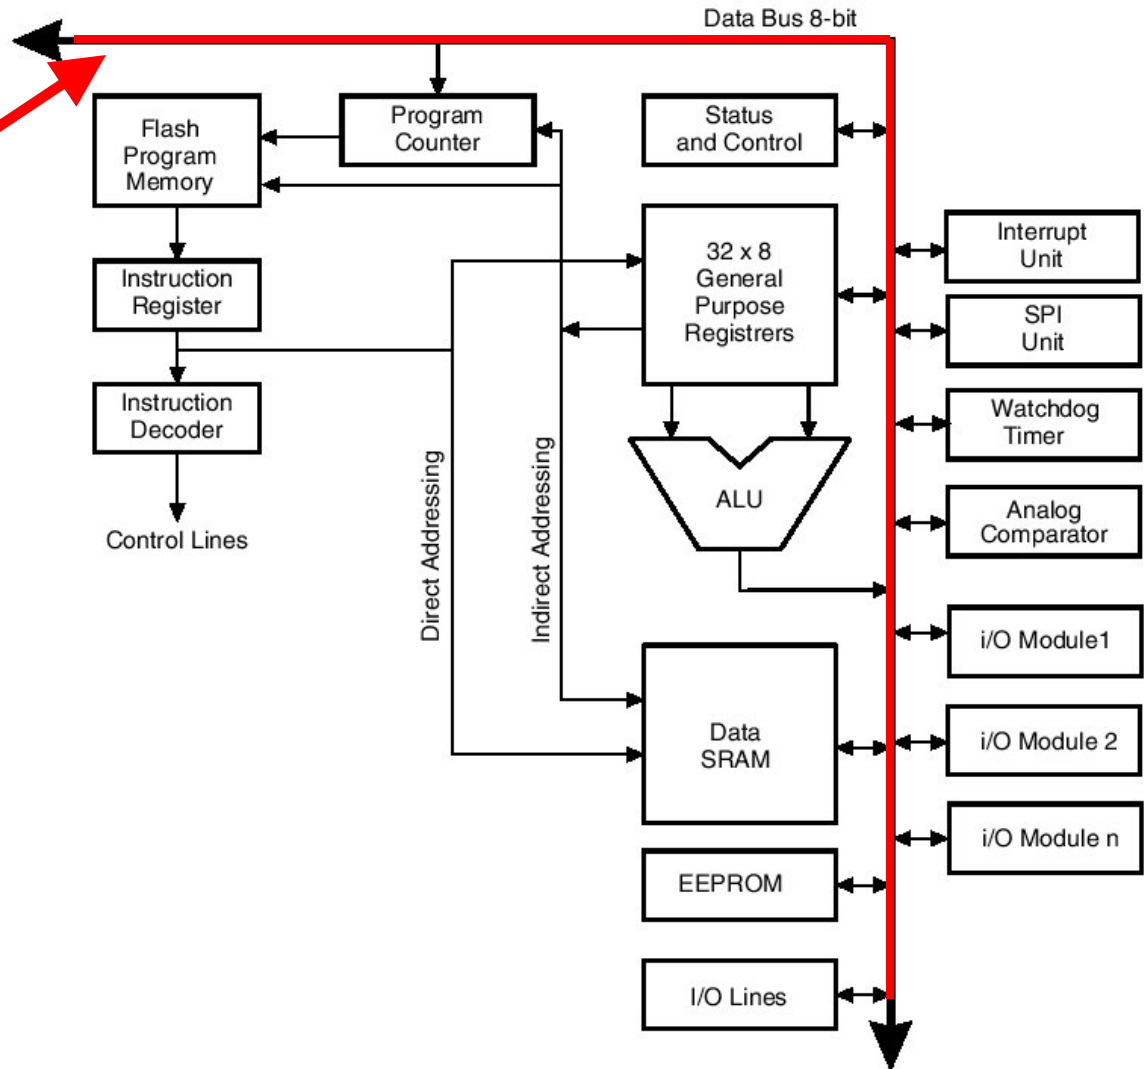 Data Bus 8-bit
Flash
Program
Memory
Program
Counter
Status
and Control
Interrupt
Unit
32 x 8
General
Purpose
Registrers
Instruction
Register
SPI
Unit
Instruction
Decoder
Watchdog
Timer
ALU
Analog
Comparator
Control Lines
Direct Addressing
Indirect Addressing
i/O Module1
Data
SRAM
i/O Module 2
i/O Module n
EEPROM
I/O Lines